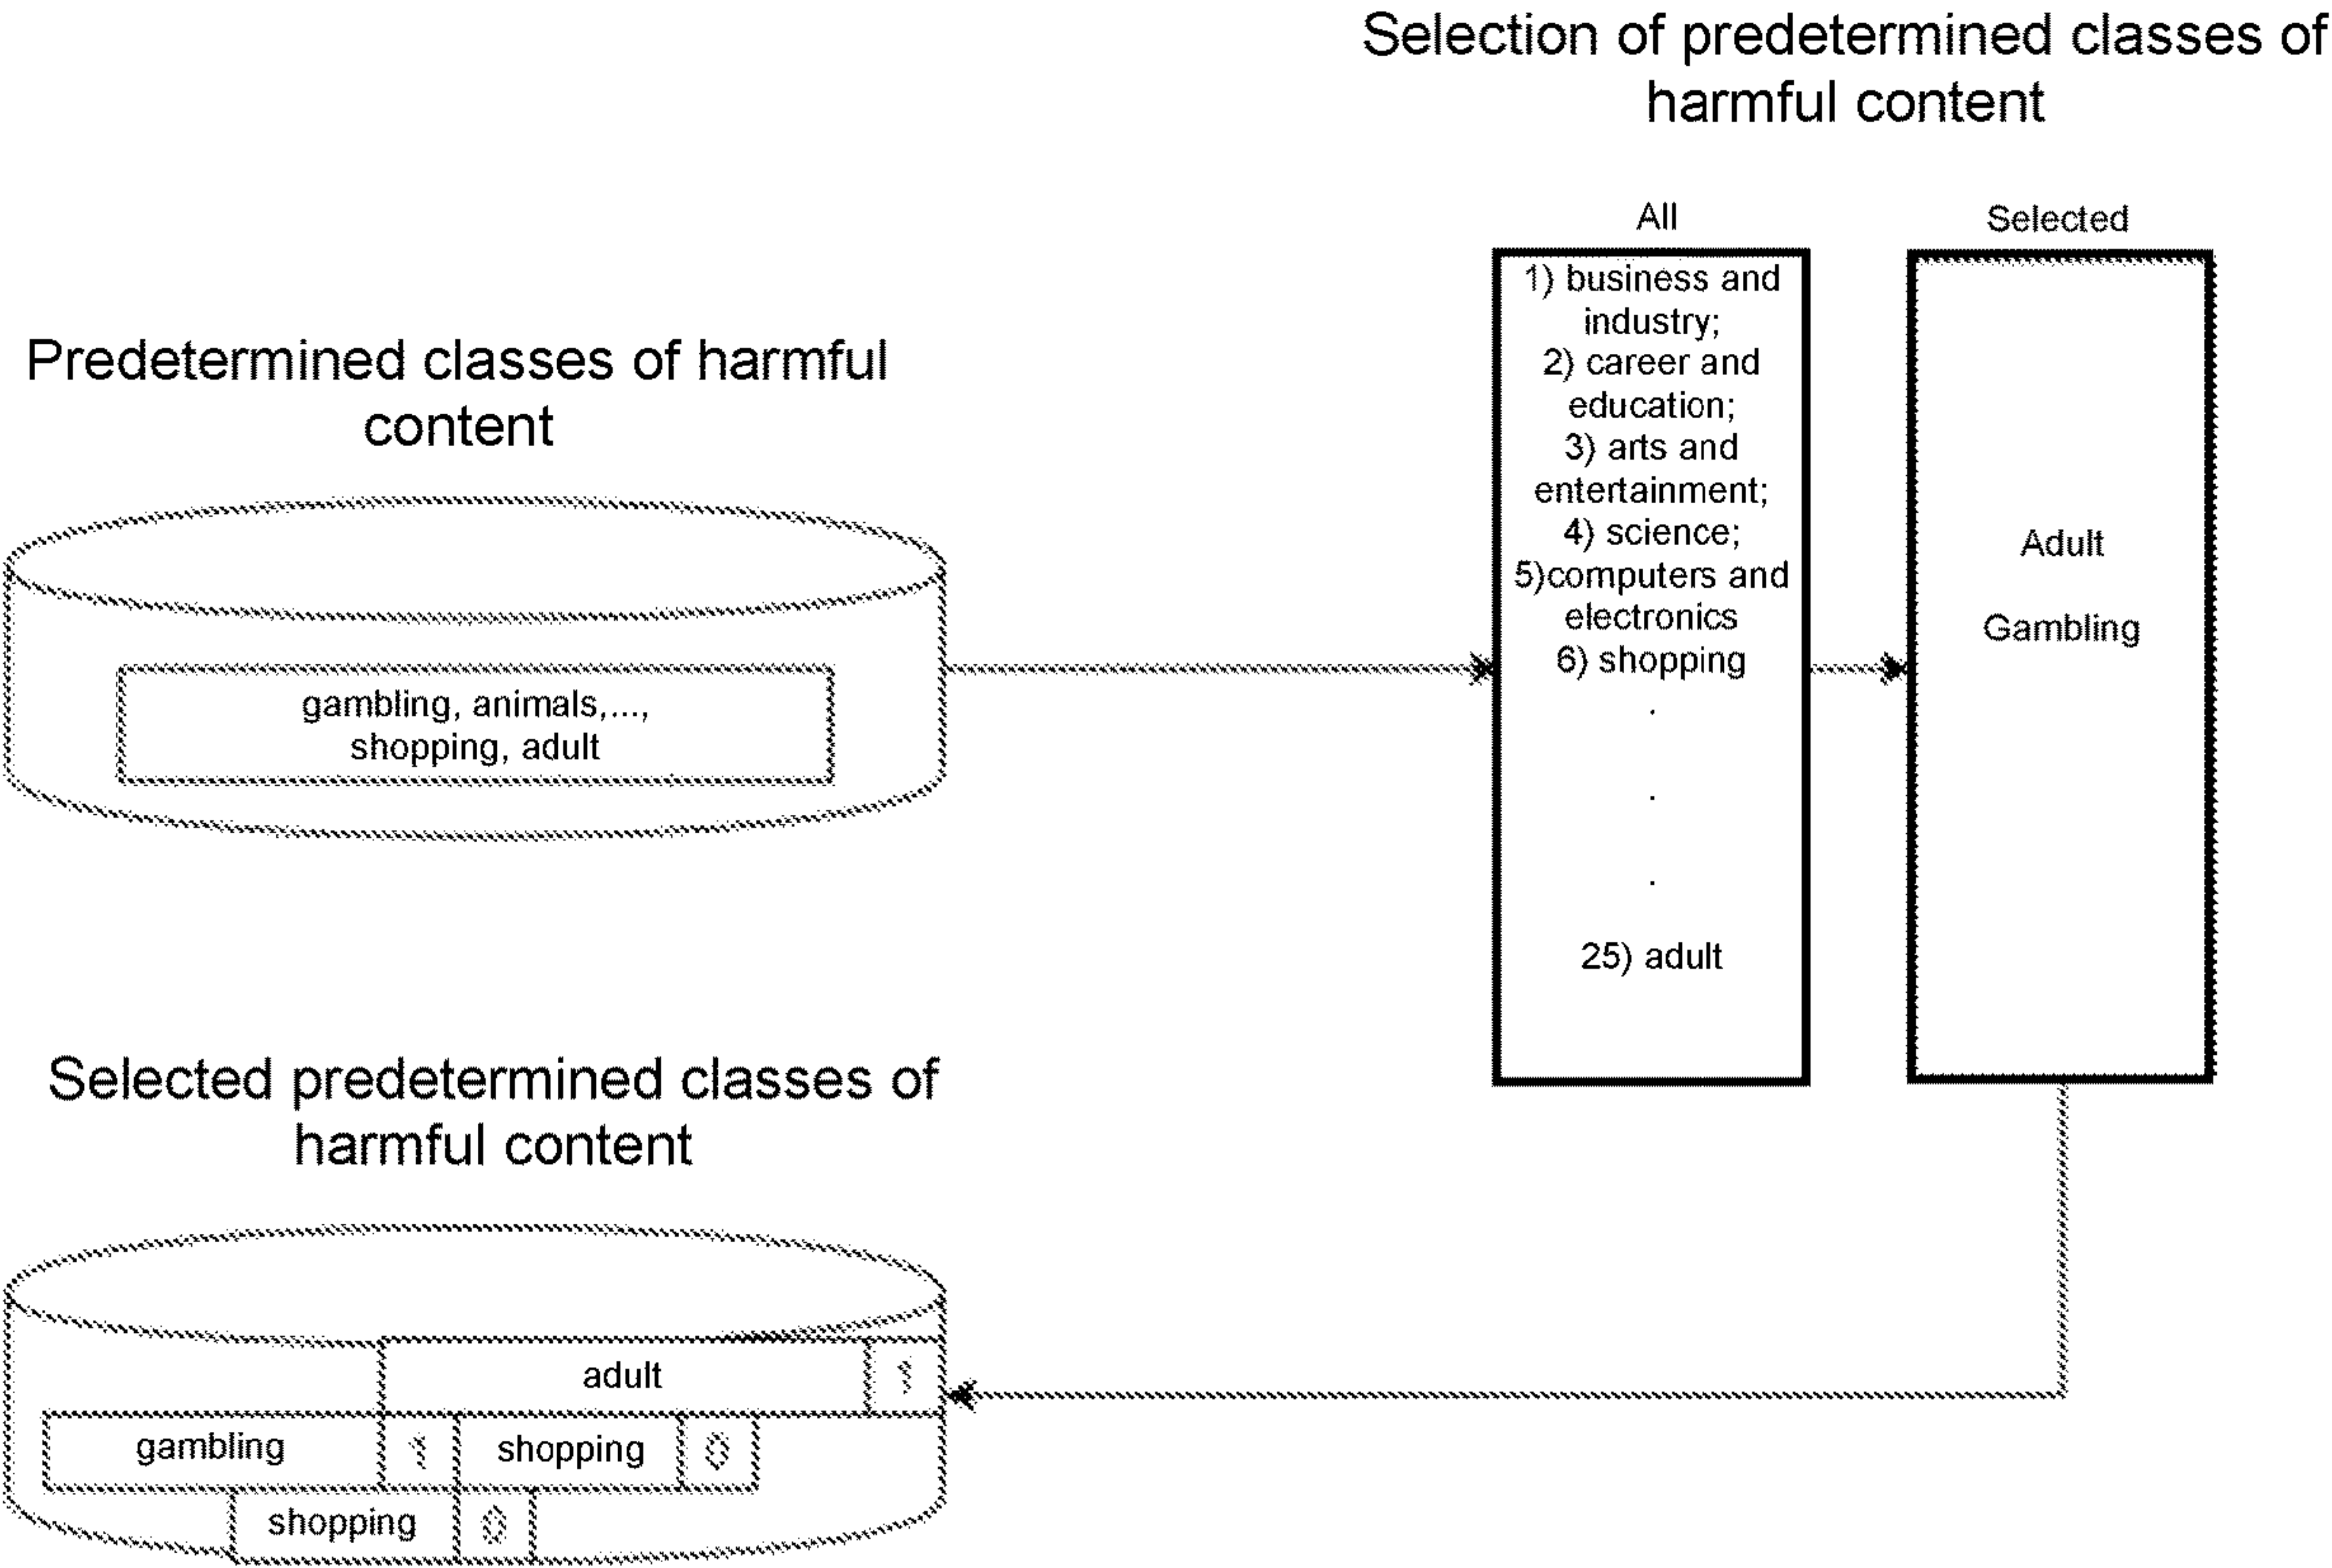 Selection of predetermined classes of
harmful content
Predetermined classes of harmful
content
gambling, animals,...,
shopping, adult
All
1) business and
industry;
2) career and
education;
3) arts and
entertainment;
4) science;
5)computers and
electronics
6) shopping
.
.
.
25) adult
Selected
Adult
Gambling
Selected predetermined classes of
harmful content
adult 1
gambling 1 shopping 0
shopping 0